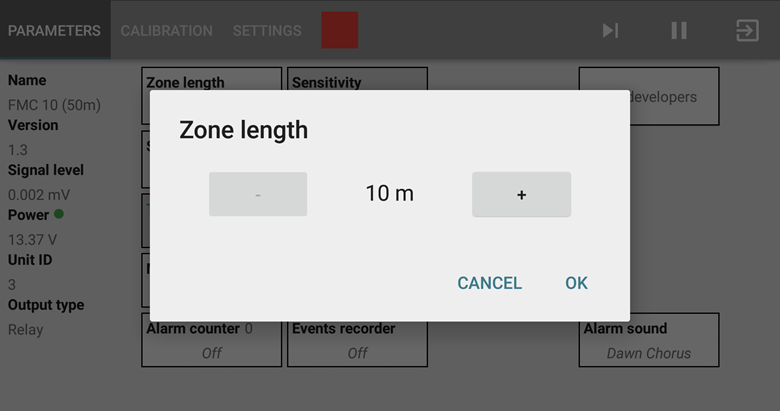 PARAMETERS CALIBRATION SETTINGS
Name
FMC 10 (50m)
Version
1.3
Signal level
0.002 mV
Power
13.37 V
Unit ID
3
Output type
Relay
Zone length
Sensitivity
developers
Zone length
- 10 m +
CANCEL OK
Alarm counter 0
Off
Events recorder
Off
Alarm sound
Dawn Chorus